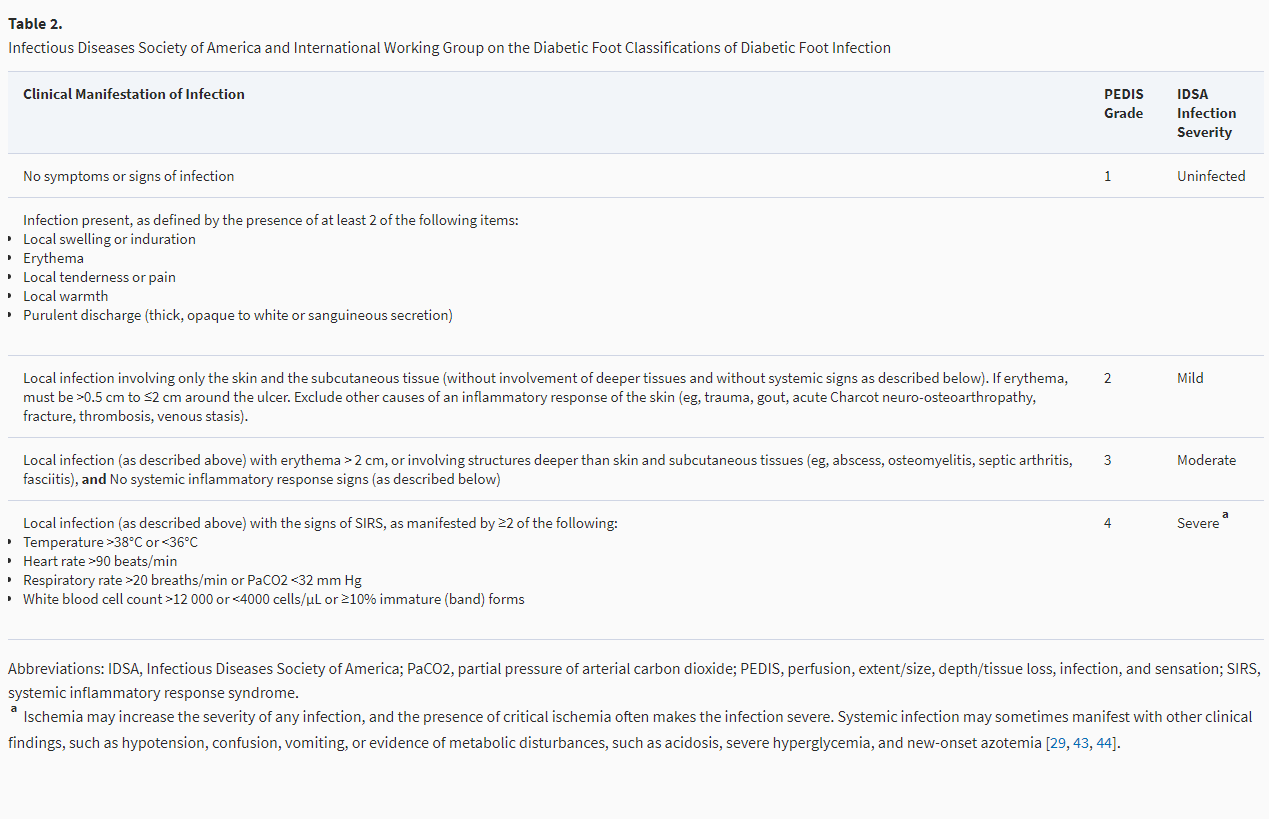 Table 2.
Infectious Diseases Society of America and International Working Group on the Diabetic Foot Classifications of Diabetic Foot Infection
Clinical Manifestation of Infection
PEDIS
Grade
IDSA
Infection
Severity
No symptoms or signs of infection 1 Uninfected
Infection present, as defined by the presence of at least 2 of the following items:
Local swelling or induration
Erythema
Local tenderness or pain
Local warmth
Purulent discharge (thick, opaque to white or sanguineous secretion)
Local infection involving only the skin and the subcutaneous tissue (without involvement of deeper tissues and without systemic signs as described below). If erythema, 2 Mild
must be >0.5 cm to ≤2 cm around the ulcer. Exclude other causes of an inflammatory response of the skin (eg, trauma, gout, acute Charcot neuro-osteoarthropathy,
fracture, thrombosis, venous stasis).
Local infection (as described above) with erythema > 2 cm, or involving structures deeper than skin and subcutaneous tissues (eg, abscess, osteomyelitis, septic arthritis, 3 Moderate
fasciitis), and No systemic inflammatory response signs (as described below)
Local infection (as described above) with the signs of SIRS, as manifested by ≥2 of the following: 4 Severe a
Temperature >38°C or <36°C
Heart rate >90 beats/min
Respiratory rate >20 breaths/min or PaCO2 <32 mm Hg
White blood cell count >12 000 or <4000 cells/μL or ≥10% immature (band) forms
Abbreviations: IDSA, Infectious Diseases Society of America; PaCO2, partial pressure of arterial carbon dioxide; PEDIS, perfusion, extent/size, depth/tissue loss, infection, and sensation; SIRS,
systemic inflammatory response syndrome.
a Ischemia may increase the severity of any infection, and the presence of critical ischemia often makes the infection severe. Systemic infection may sometimes manifest with other clinical
findings, such as hypotension, confusion, vomiting, or evidence of metabolic disturbances, such as acidosis, severe hyperglycemia, and new-onset azotemia [29, 43, 44].